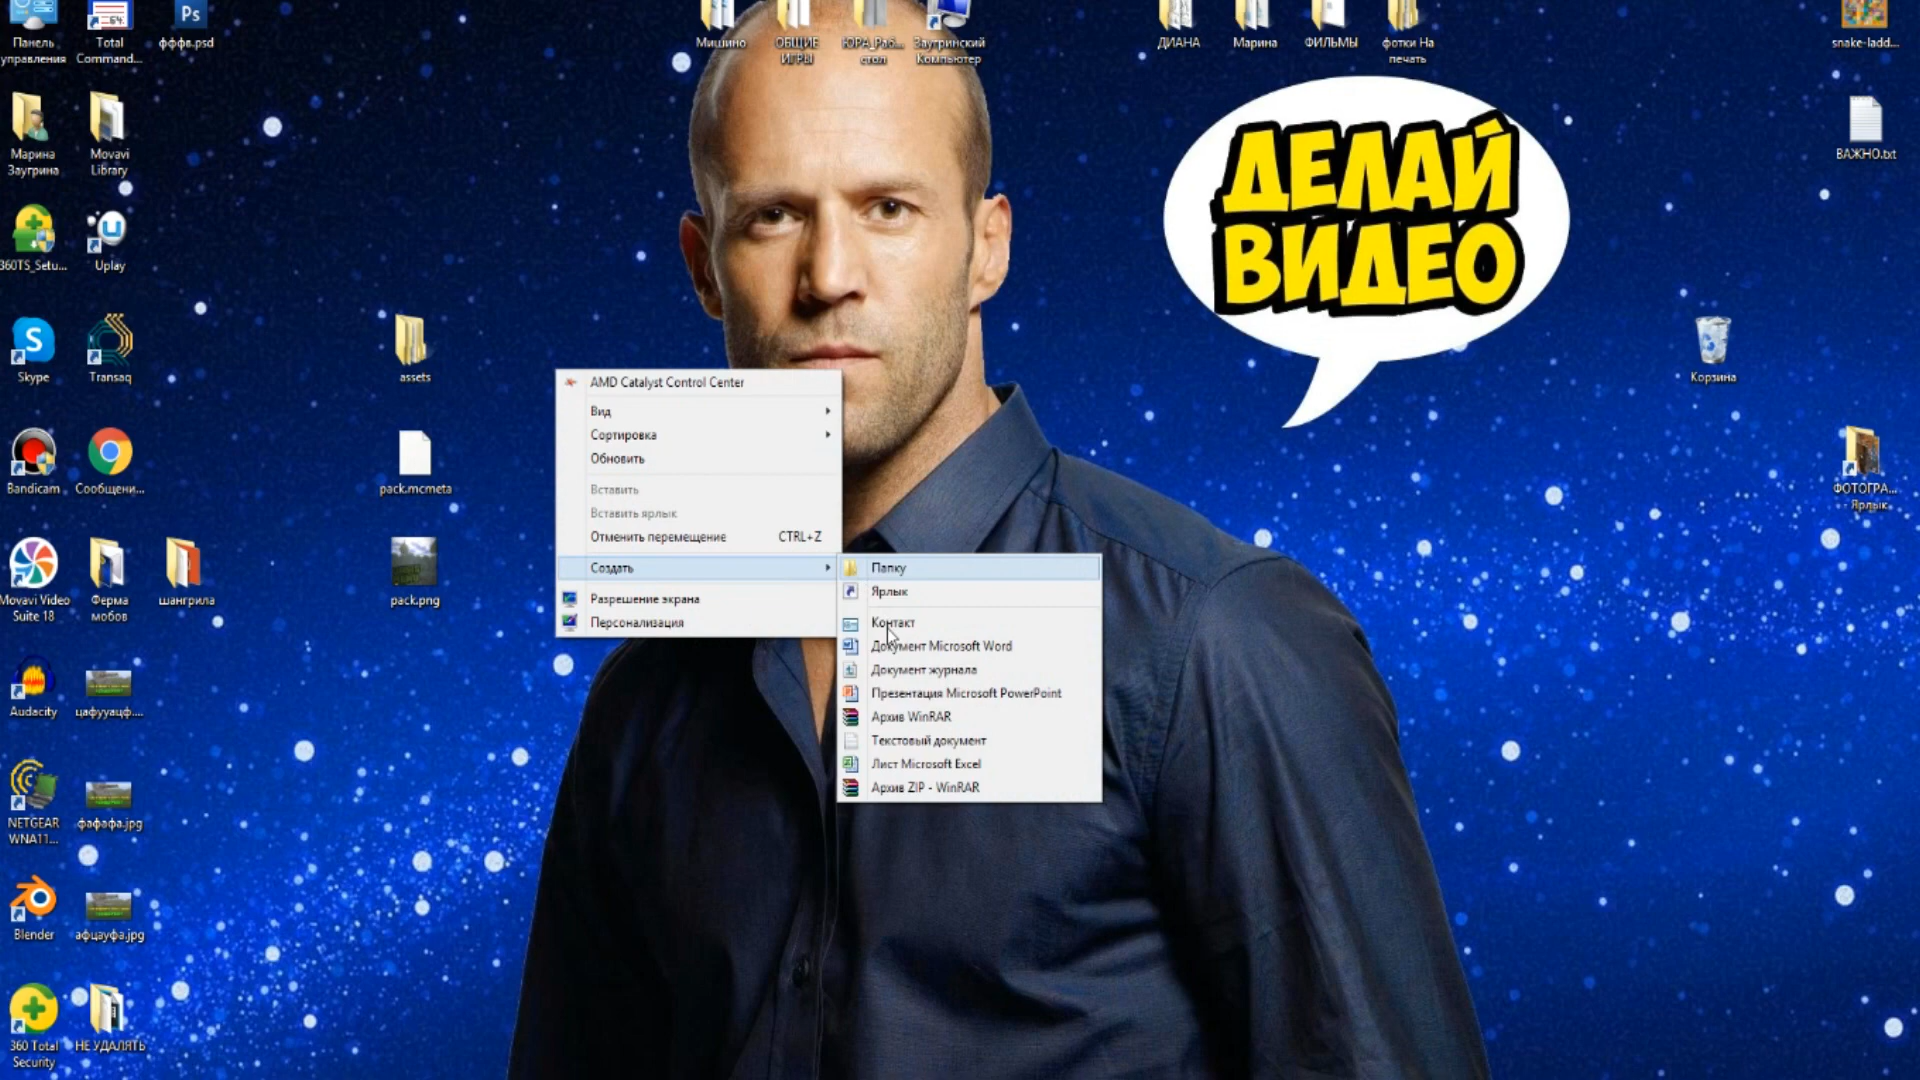 Панель
управления
Total
Command...
фффв.psd
Мишино
ОБЩИЕ
ИГРЫ
ЮРА_Раб...
стол
Заугринский
Компьютер
ДИАНА
Марина
ФИЛЬМЫ
фотки На
печать
snake-ladd...
Марина
Заугрина
Movavi
Library
ДЕЛАЙ
ВИДЕО
ВАЖНО.txt
360TS_Setu...
Uplay
Skype
Transaq
assets
Корзина
AMD Catalyst Control Center
Вид
Сортировка
Обновить
Вставить
Вставить ярлык
Отменить перемещение CTRL+Z
Создать
Разрешение экрана
Персонализация
Папку
Ярлык
Контакт
Документ Microsoft Word
Документ журнала
Презентация Microsoft PowerPoint
Архив WinRAR
Текстовый документ
Лист Microsoft Excel
Архив ZIP - WinRAR
Bandicam
Сообщени...
pack.mcmeta
ФОТОГРА...
- Ярлык
Movavi Video
Suite 18
Ферма
мобов
шангрила
pack.png
Audacity
цафууацф....
NETGEAR
WNA11...
фафафа.jpg
Blender
афцауфа.jpg
360 Total
Security
НЕ УДАЛЯТЬ